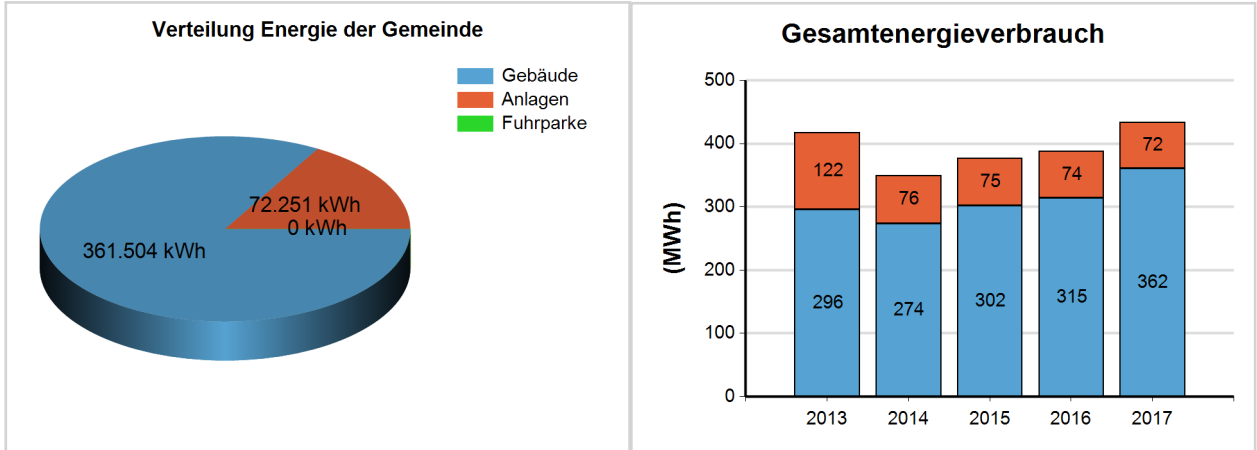 Verteilung Energie der Gemeinde
Gebäude
Anlagen
Fuhrparke
72.251 kWh
0 kWh
361.504 kWh
Gesamtenergieverbrauch
(MWh)
500
400
300
200
100
0
122
76
75
74
72
296
274
302
315
362
2013 2014 2015 2016 2017